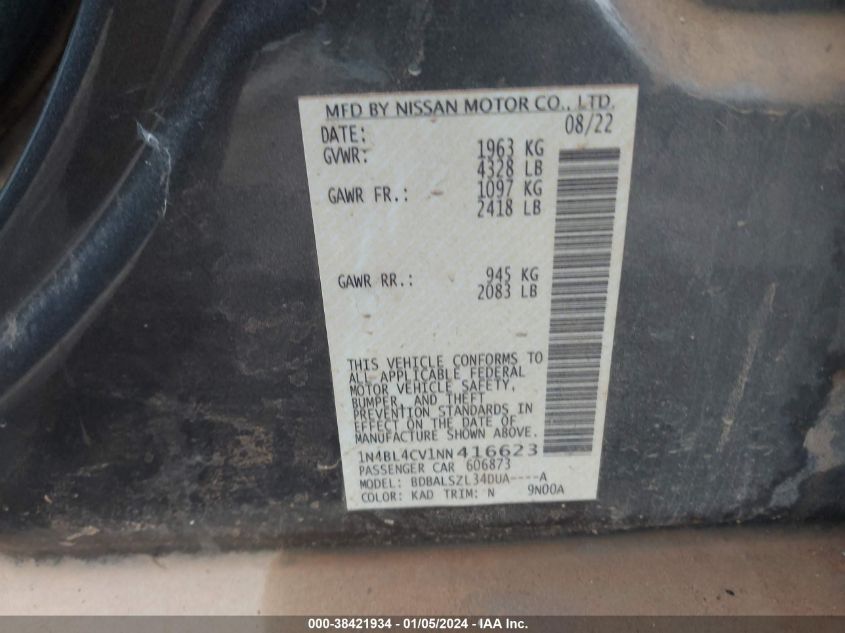 MFD BY NISSAN MOTOR CO., LTD.
DATE: 08/22
GVWR: 1963 KG
4328 LB
GAWR FR.: 1097 KG
2418 LB
GAWR RR.: 945 KG
2083 LB
THIS VEHICLE CONFORMS TO
ALL APPLICABLE FEDERAL
MOTOR VEHICLE SAFETY,
BUMPER, AND THEFT
PREVENTION STANDARDS IN
EFFECT ON THE DATE OF
MANUFACTURE SHOWN ABOVE.
1N4BL4CV1NN416623
PASSENGER CAR 606873
MODEL: BDBALSZL34DUA----A
COLOR: KAD TRIM: N 9N00A
000-38421934 - 01/05/2024 - IAA Inc.